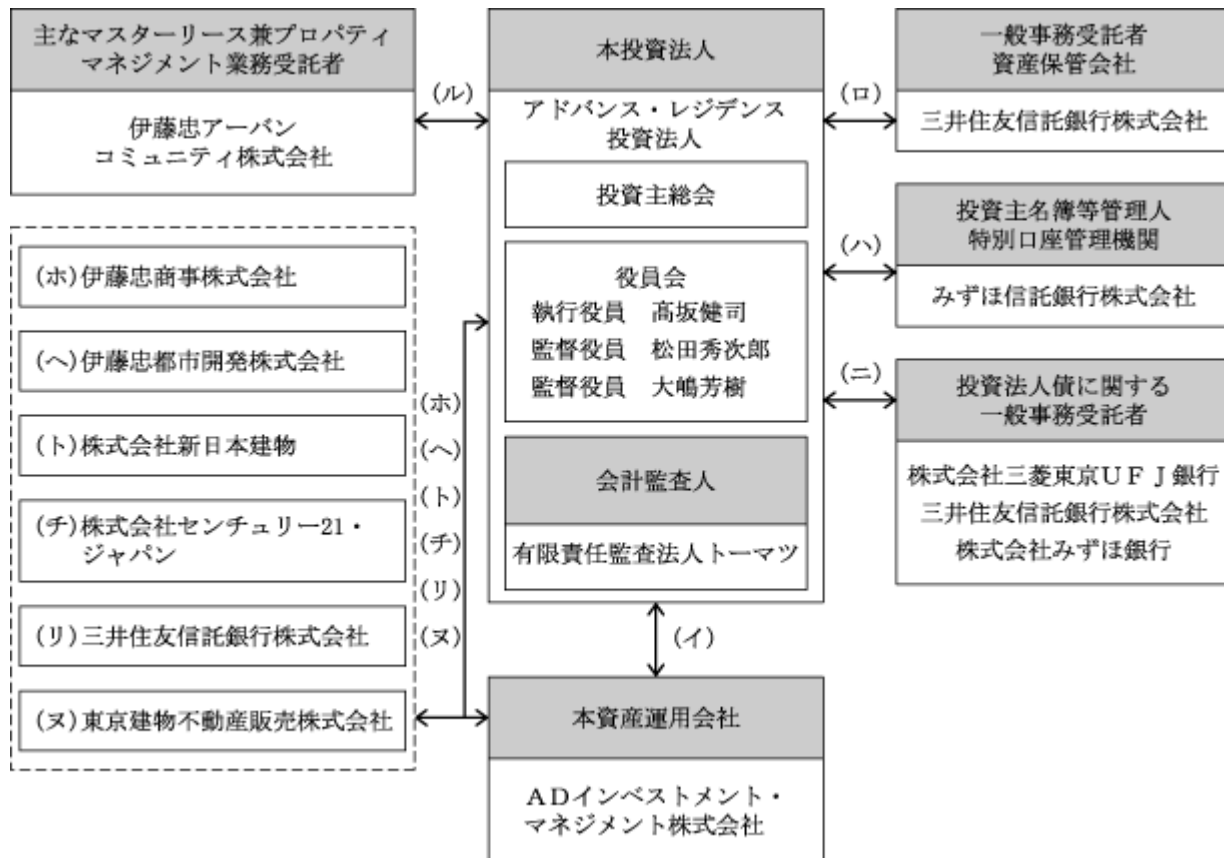 主なマスターリース兼プロパティ
マネジメント業務受託者
伊藤忠アーバン
コミュニティ株式会社
(ル)
(ホ)伊藤忠商事株式会社
(ヘ)伊藤忠都市開発株式会社
(ト)株式会社新日本建物
(チ)株式会社センチュリー21・
ジャパン
(リ)三井住友信託銀行株式会社
(ヌ)東京建物不動産販売株式会社
(ホ)
(ヘ)
(ト)
(チ)
(リ)
(ヌ)
本投資法人
アドバンス・レジデンス
投資法人
投資主総会
役員会
執行役員 髙坂健司
監督役員 松田秀次郎
監督役員 大嶋芳樹
会計監査人
有限責任監査法人トーマツ
(イ)
本資産運用会社
ADインベストメント・
マネジメント株式会社
(ロ)
一般事務受託者
資産保管会社
三井住友信託銀行株式会社
(ハ)
投資主名簿等管理人
特別口座管理機関
みずほ信託銀行株式会社
(ニ)
投資法人債に関する
一般事務受託者
株式会社三菱東京UFJ銀行
三井住友信託銀行株式会社
株式会社みずほ銀行